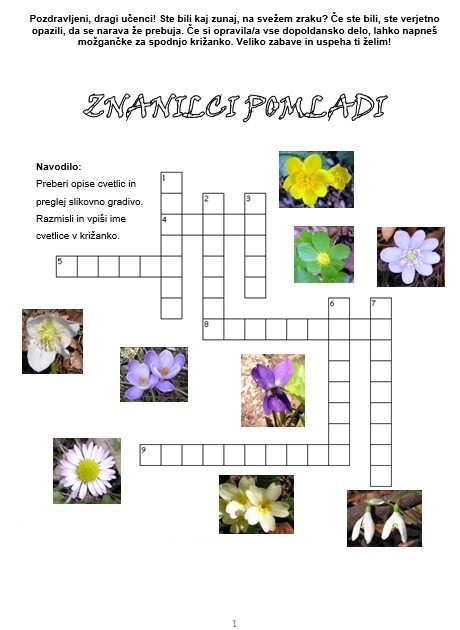 Pozdravljeni, dragi učenci! Ste bili kaj zunaj, na svežem zraku? Če ste bili, ste verjetno
opazili, da se narava že prebuja. Če si opravila/a vse dopoldansko delo, lahko napneš
možgančke za spodnjo križanko. Veliko zabave in uspeha ti želim!
ZNANILCI POMLADI
Navodilo:
Preberi opise cvetlic in
preglej slikovno gradivo.
Razmisli in vpiši ime
cvetlice v križanko.
1
2
3
4
5
6
7
8
9
1